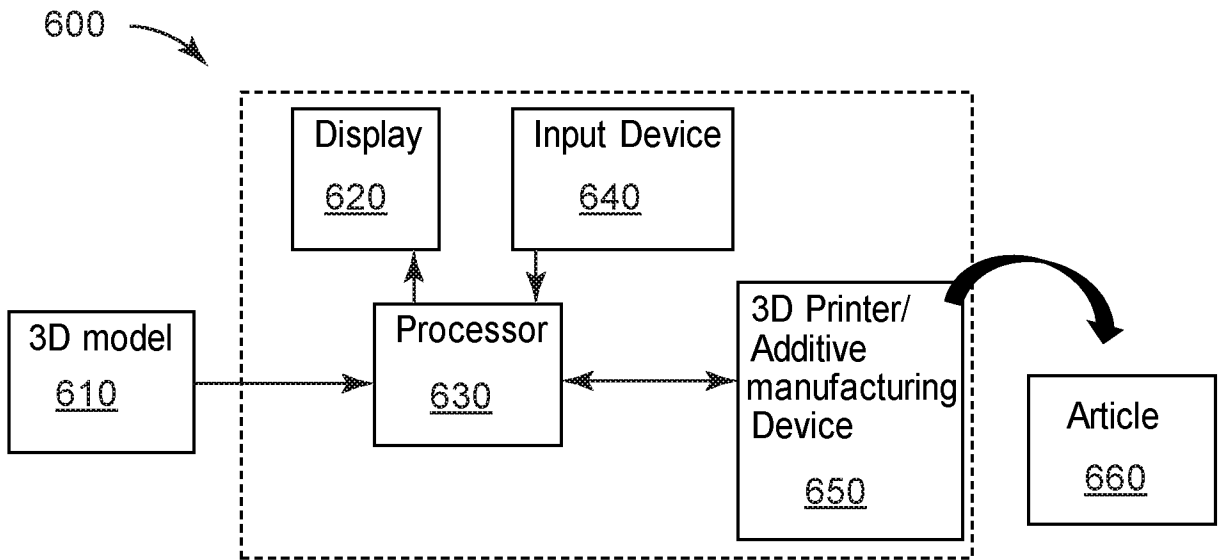 600
Display
620
Input Device
640
3D model
610
Processor
630
3D Printer/
Additive
manufacturing
Device
650
Article
660